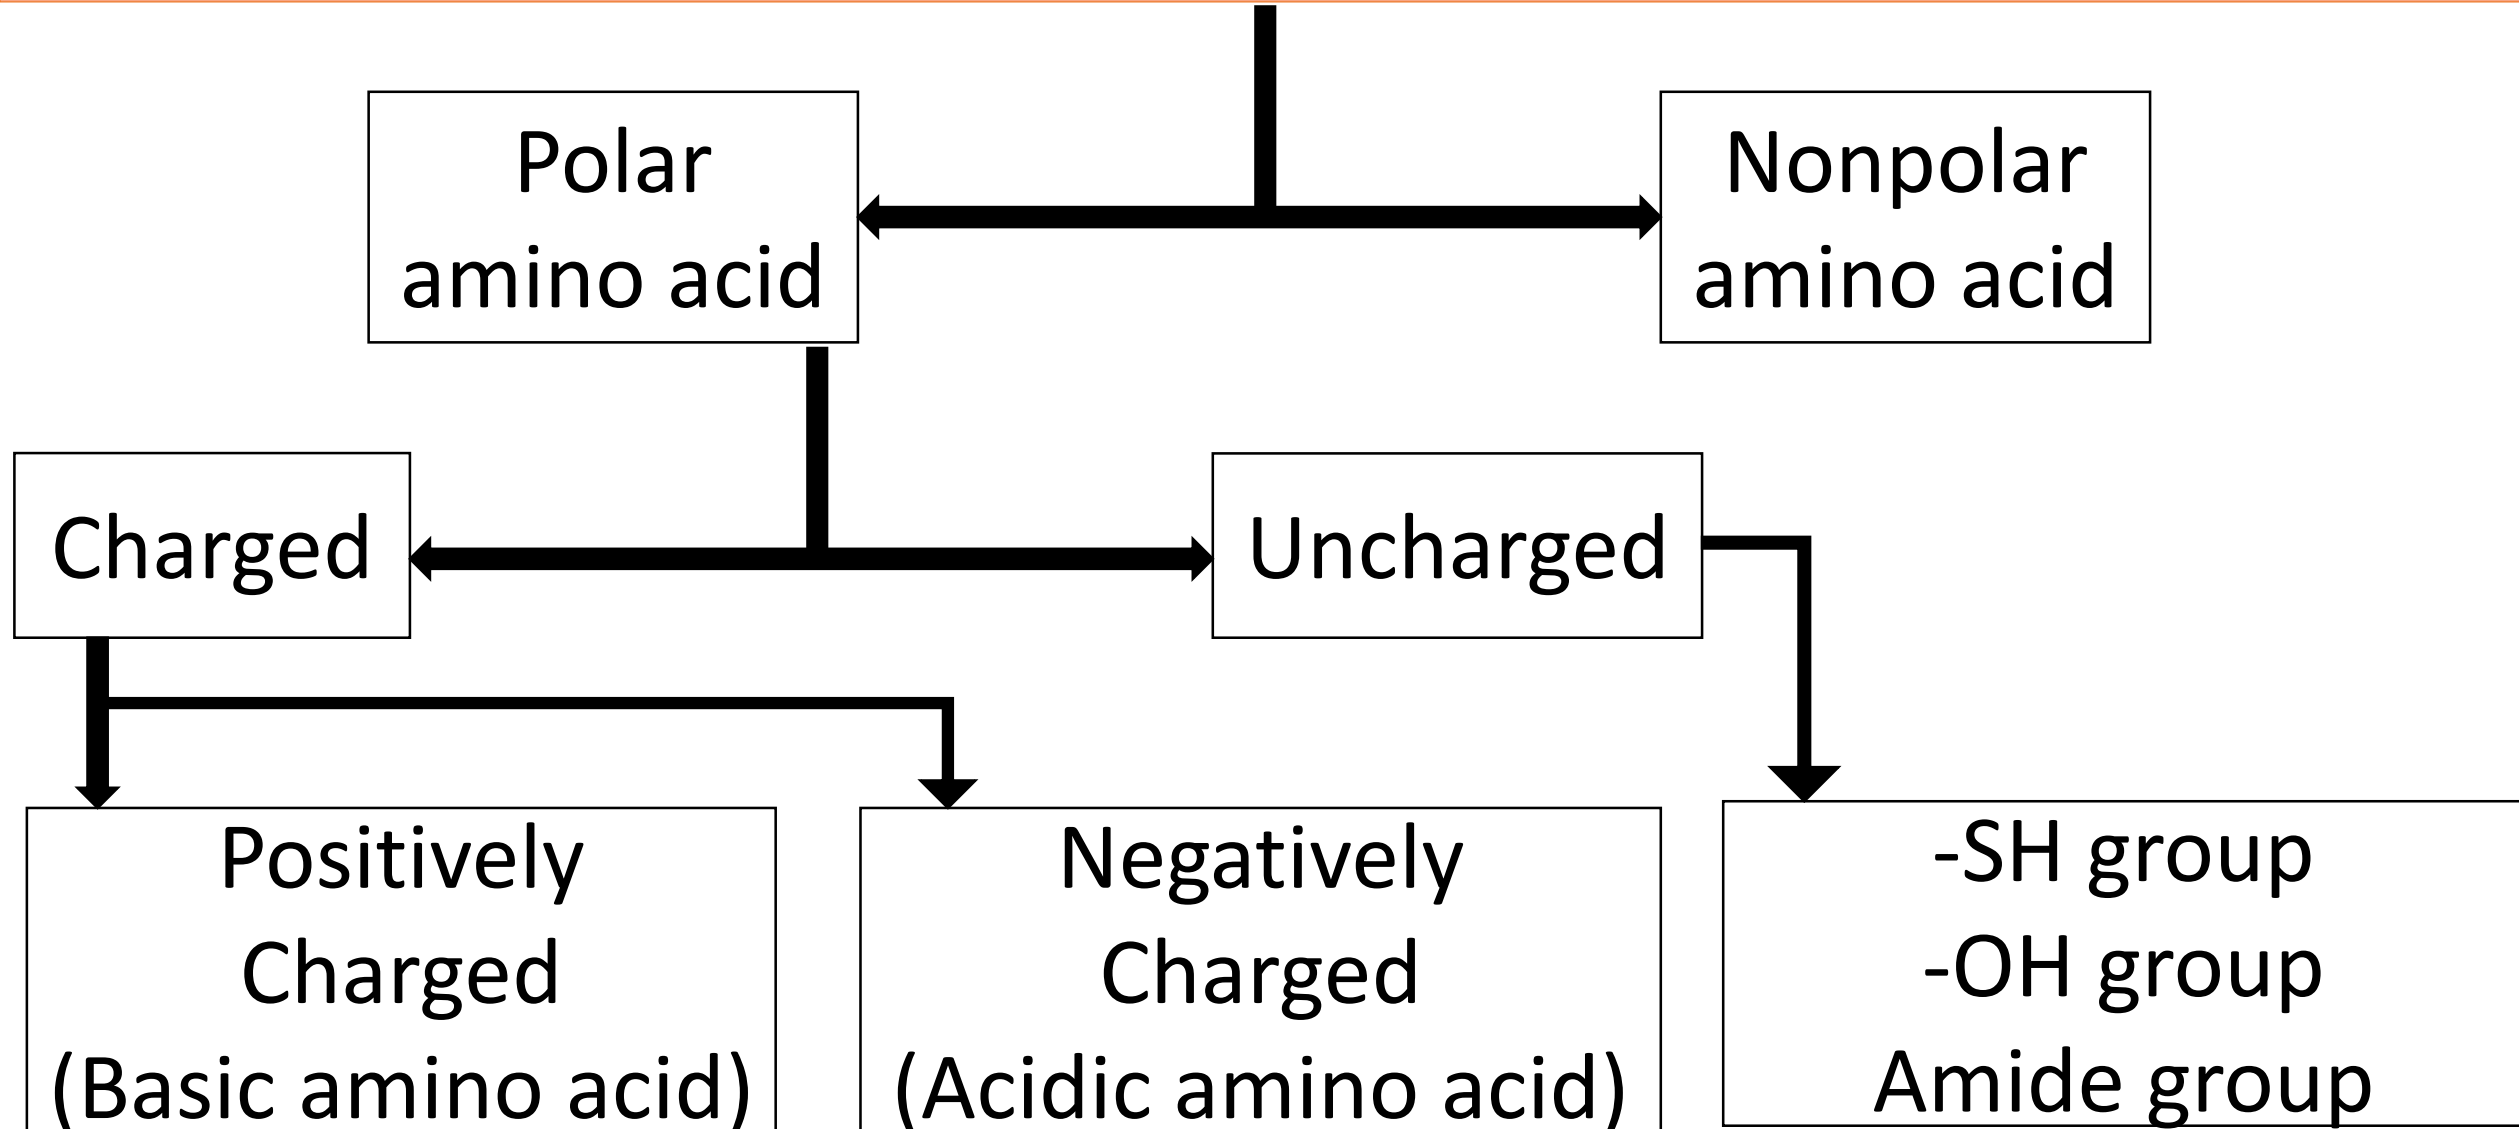 Polar
amino acid
Nonpolar
amino acid
Charged
Uncharged
Positively
Charged
(Basic amino acid)
Negatively
Charged
(Acidic amino acid)
-SH group
-OH group
Amide group